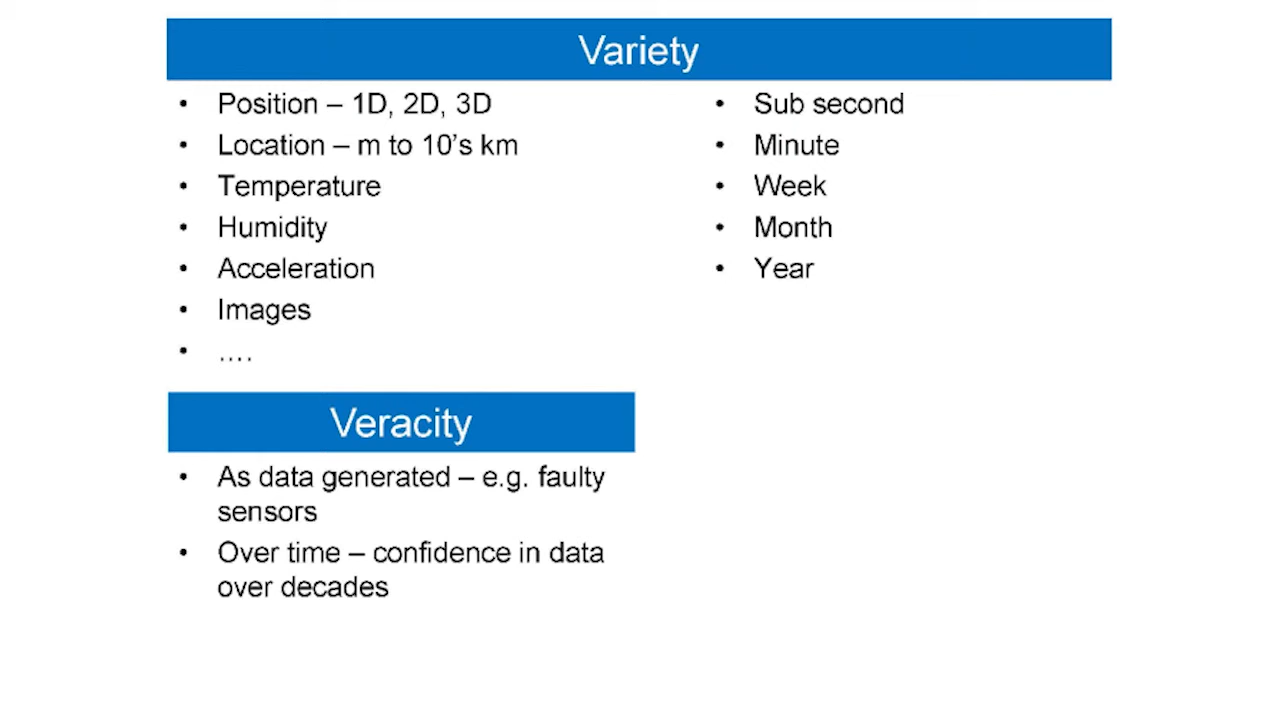 Variety
• Position – 1D, 2D, 3D
• Location – m to 10’s km
• Temperature
• Humidity
• Acceleration
• Images
• ….
• Sub second
• Minute
• Week
• Month
• Year
Veracity
• As data generated – e.g. faulty
sensors
• Over time – confidence in data
over decades